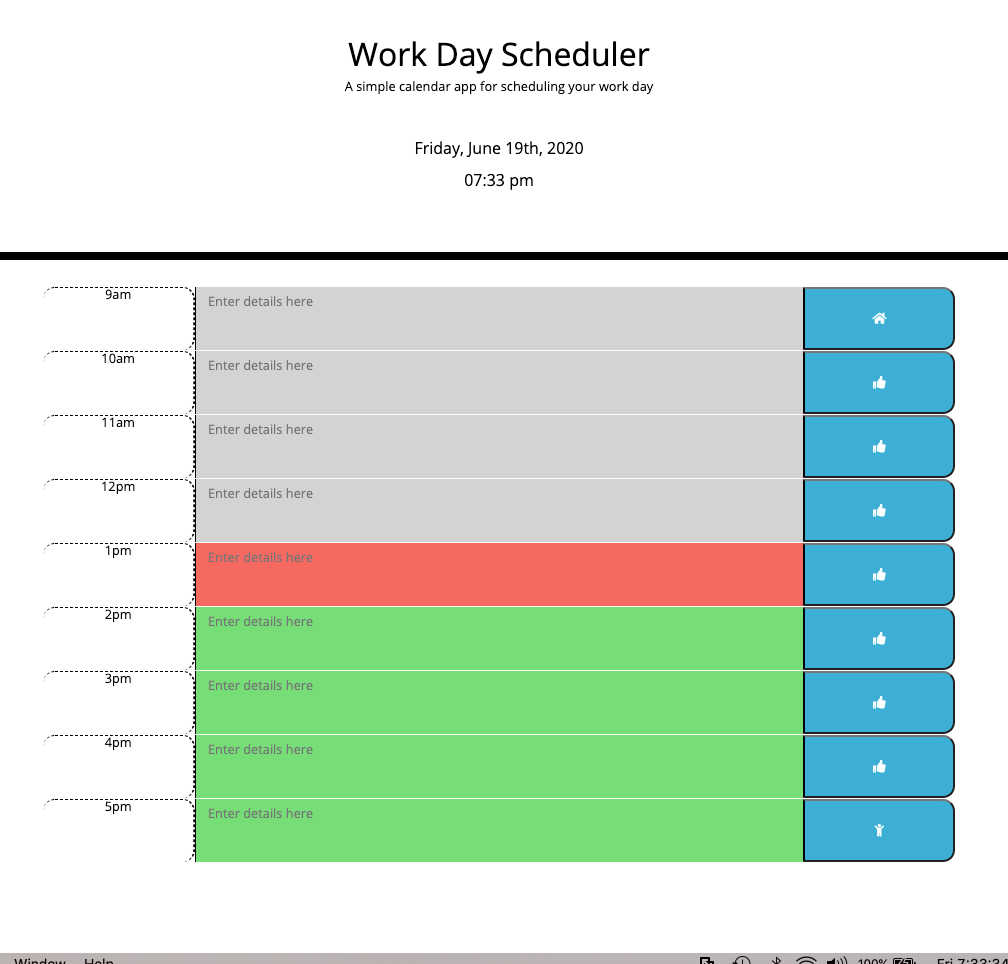 Work Day Scheduler
A simple calendar app for scheduling your work day
Friday, June 19th, 2020
07:33 pm
9am Enter details here
10am Enter details here
11am Enter details here
12pm Enter details here
1pm Enter details here
2pm Enter details here
3pm Enter details here
4pm Enter details here
5pm Enter details here
Window Help 100% Fri 7:33:34